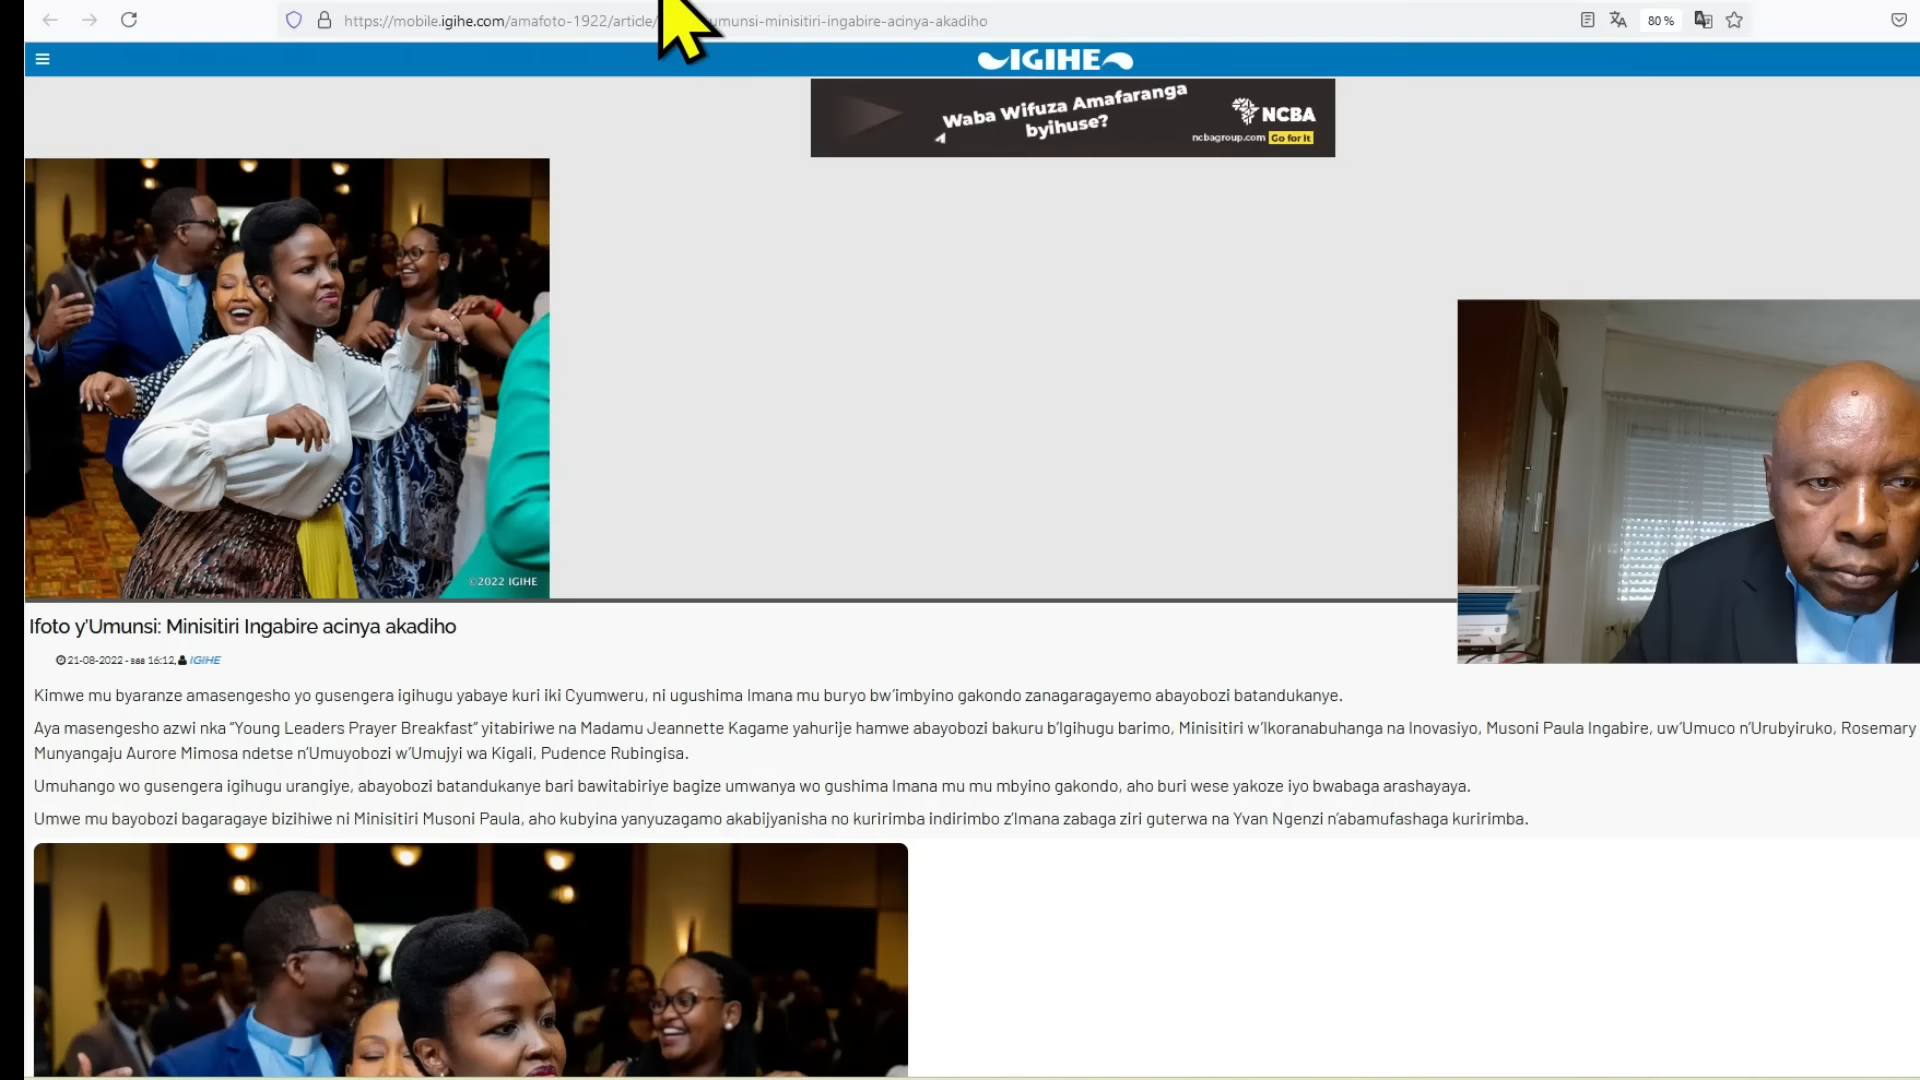 https://mobile.igihe.com/amafoto-1922/article/
umunsi-minisitiri-ingabire-acinya-akadiho
80 %
IGIHE
Waba Wifuza Amafaranga
byihuse?
NCBA
ncbagroup.com Go for it
©2022 IGIHE
Ifoto y'Umunsi: Minisitiri Ingabire acinya akadiho
21-08-2022 - saa 16:12, IGIHE
Kimwe mu byaranze amasengesho yo gusengera igihugu yabaye kuri iki Cyumweru, ni ugushima Imana mu buryo bw'imbyino gakondo zanagaragayemo abayobozi batandukanye.
Aya masengesho azwi nka “Young Leaders Prayer Breakfast” yitabiriwe na Madamu Jeannette Kagame yahurije hamwe abayobozi bakuru b'Igihugu barimo, Minisitiri w'Ikoranabuhanga na Inovasiyo, Musoni Paula Ingabire, uw'Umuco n'Urubyiruko, Rosemary
Munyangaju Aurore Mimosa ndetse n'Umuyobozi w'Umujyi wa Kigali, Pudence Rubingisa.
Umuhango wo gusengera igihugu urangiye, abayobozi batandukanye bari bawitabiriye bagize umwanya wo gushima Imana mu mu mbyino gakondo, aho buri wese yakoze iyo bwabaga arashayaya.
Umwe mu bayobozi bagaragaye bizihiwe ni Minisitiri Musoni Paula, aho kubyina yanyuzagamo akabijyanisha no kuririmba indirimbo z'Imana zabaga ziri guterwa na Yvan Ngenzi n'abamufashaga kuririmba.